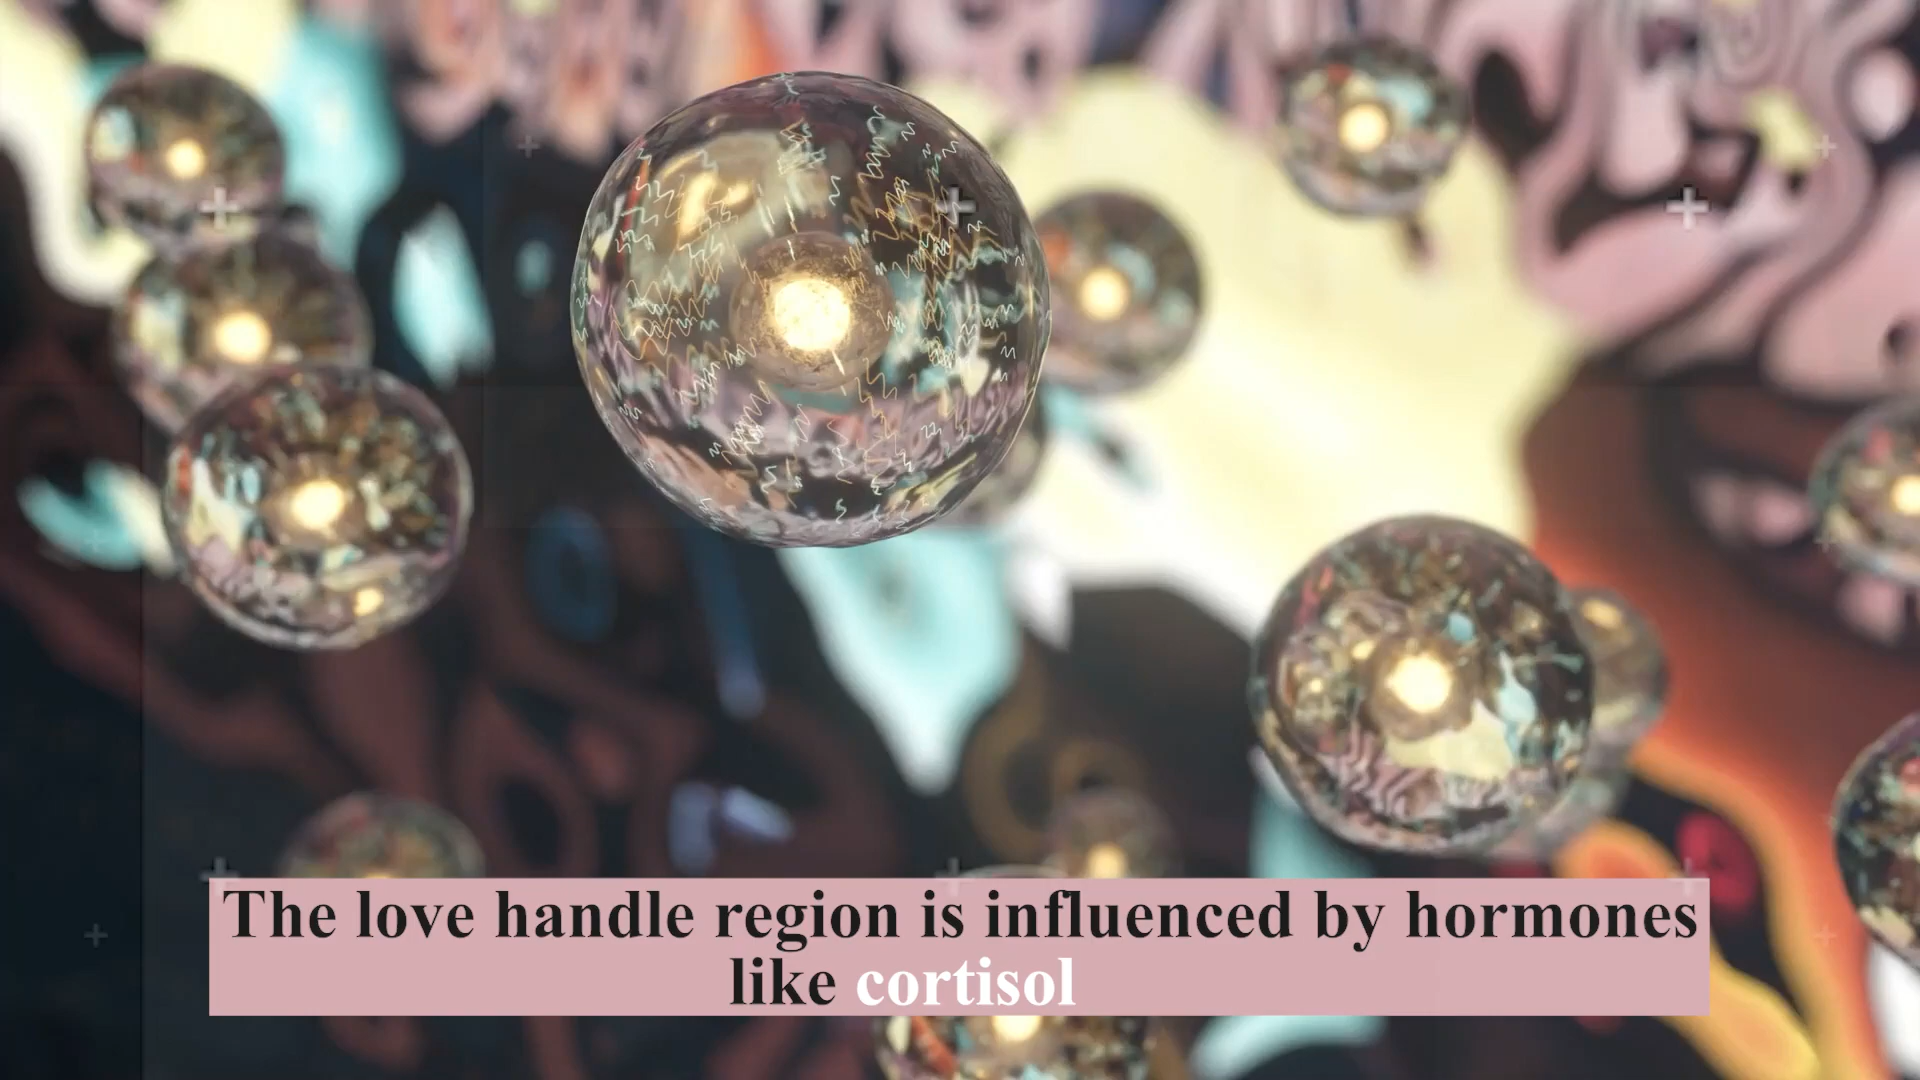 The love handle region is influenced by hormones
like cortisol